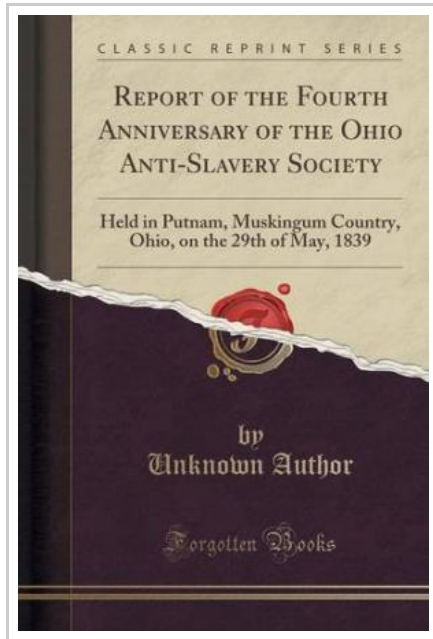 CLASSIC REPRINT SERIES
REPORT OF THE FOURTH
ANNIVERSARY OF THE OHIO
ANTI-SLAVERY SOCIETY
Held in Putnam, Muskingum Country,
Ohio, on the 29th of May, 1839
by
Unknown Author
Forgotten Books